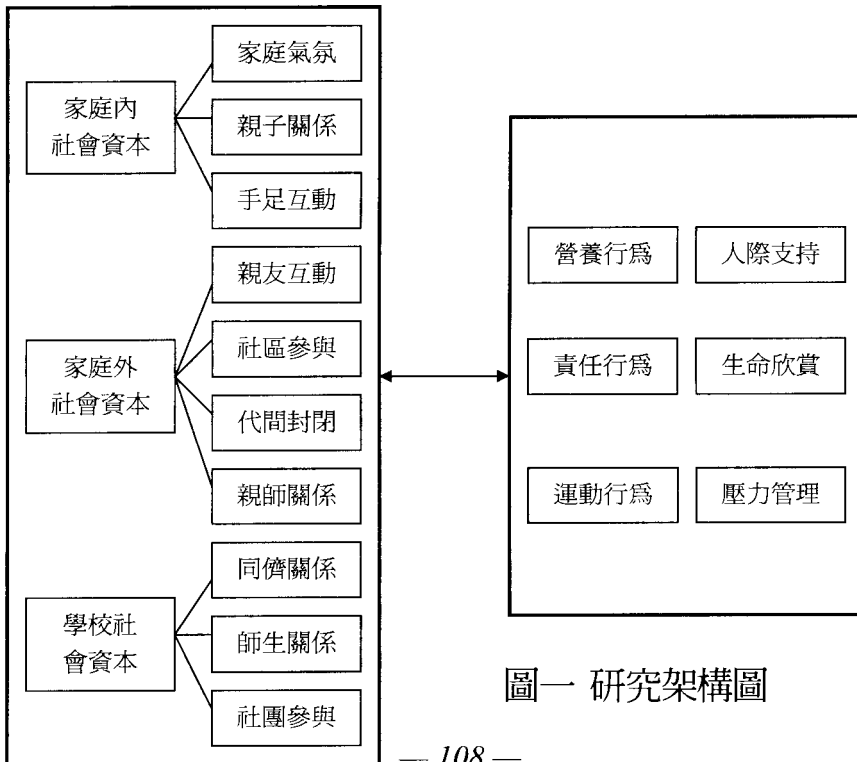 家庭內
社會資本
家庭氣氛
親子關係
手足互動
家庭外
社會資本
親友互動
社區參與
代間封閉
親師關係
學校社
會資本
同儕關係
師生關係
社團參與
營養行爲
人際支持
責任行爲
生命欣賞
運動行爲
壓力管理
圖一 研究架構圖
— 108 —